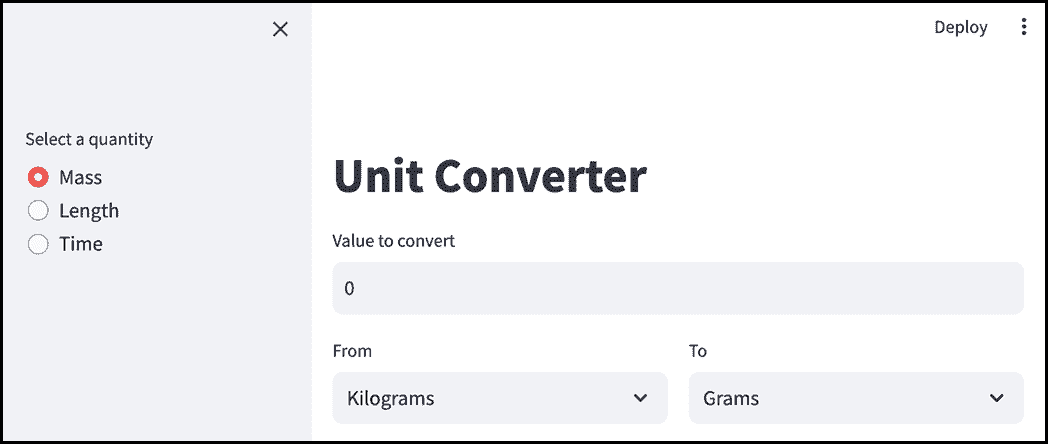 Deploy
Select a quantity
Mass
Length
Time
Unit Converter
Value to convert
0
From
To
Kilograms
Grams